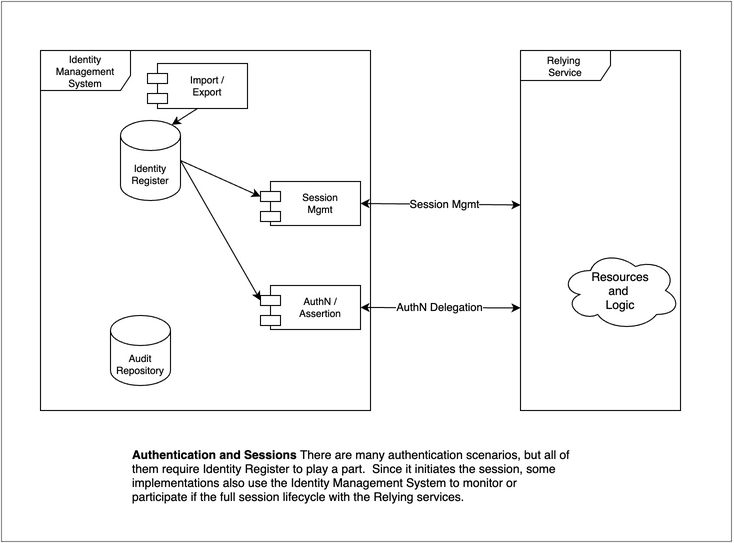 Identity
Management
System
Import /
Export
Identity
Register
Session
Mgmt
Session Mgmt
AuthN /
Assertion
AuthN Delegation
Audit
Repository
Relying
Service
Resources
and
Logic
Authentication and Sessions There are many authentication scenarios, but all of
them require Identity Register to play a part. Since it initiates the session, some
implementations also use the Identity Management System to monitor or
participate if the full session lifecycle with the Relying services.